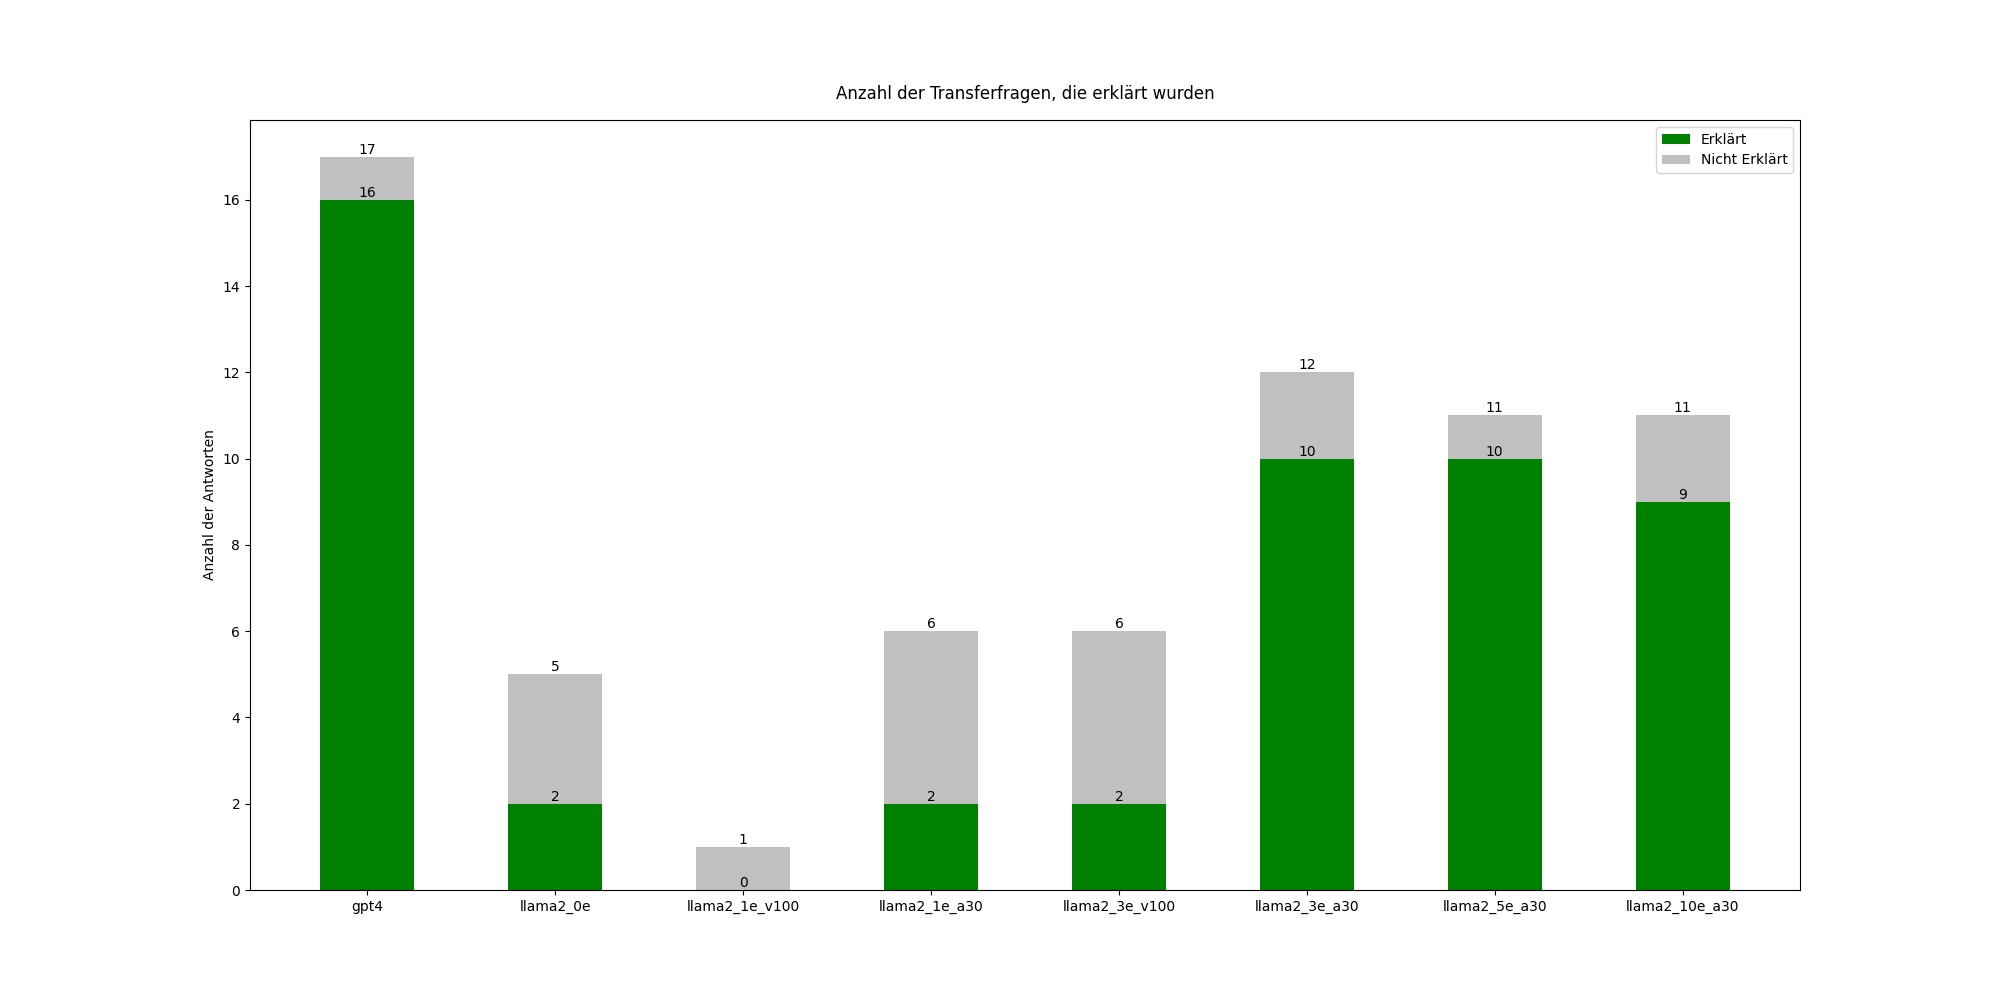 Anzahl der Transferfragen, die erklärt wurden
Erklärt
Nicht Erklärt
Anzahl der Antworten
16
14
12
10
8
6
4
2
0
17
16
5
2
1
0
6
2
6
2
12
10
11
10
11
9
gpt4
llama2_0e
llama2_1e_v100
llama2_1e_a30
llama2_3e_v100
llama2_3e_a30
llama2_5e_a30
llama2_10e_a30